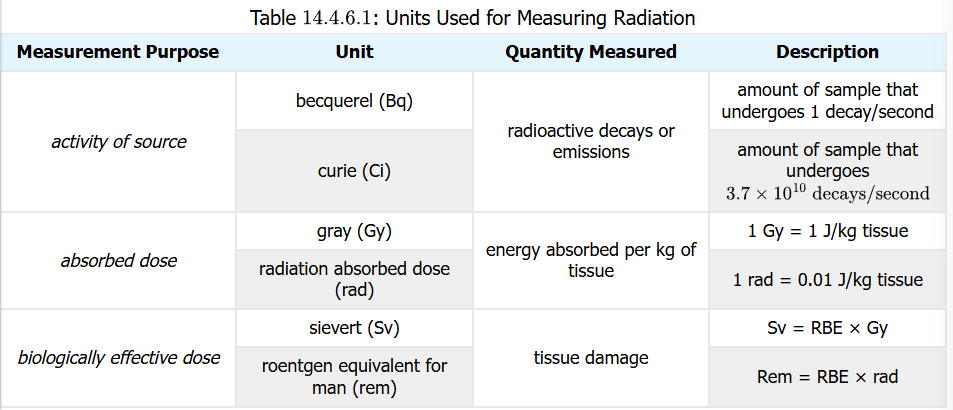 Table 14.4.6.1: Units Used for Measuring Radiation
Measurement Purpose Unit Quantity Measured Description
activity of source
becquerel (Bq)
radioactive decays or
emissions
amount of sample that
undergoes 1 decay/second
curie (Ci)
amount of sample that
undergoes
3.7 × 10¹⁰ decays/second
absorbed dose
gray (Gy)
energy absorbed per kg of
tissue
1 Gy = 1 J/kg tissue
radiation absorbed dose
(rad)
1 rad = 0.01 J/kg tissue
biologically effective dose
sievert (Sv)
tissue damage
Sv = RBE × Gy
roentgen equivalent for
man (rem)
Rem = RBE × rad